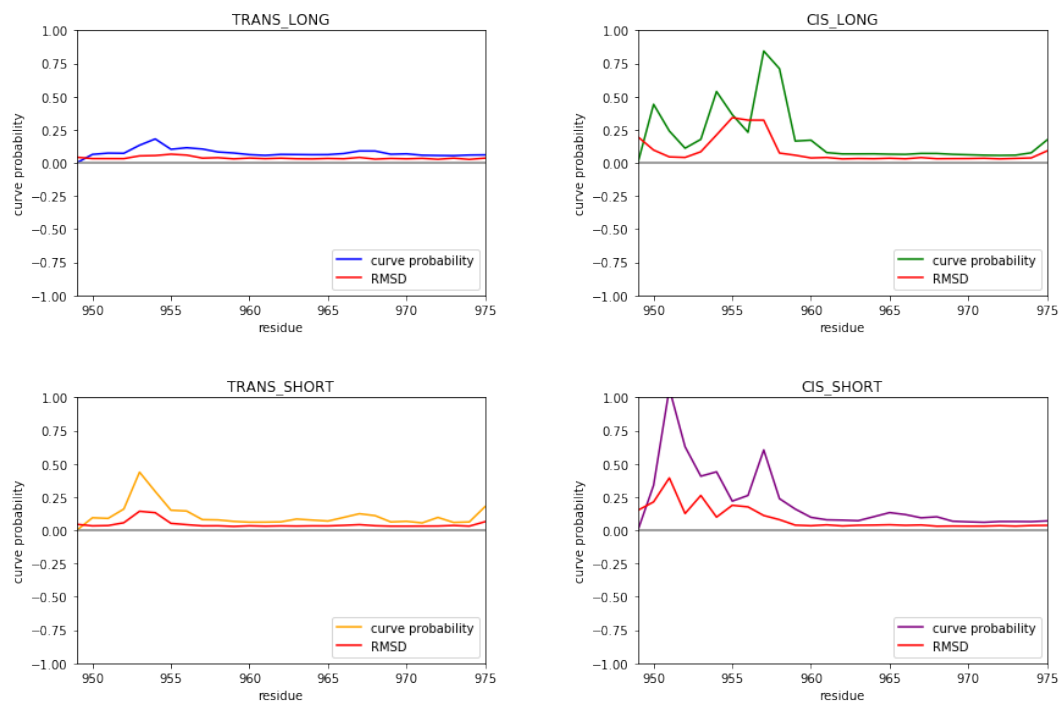 TRANS_LONG
1.00
0.75
0.50
0.25
0.00
−0.25
−0.50
−0.75
−1.00
curve probability
curve probability
RMSD
950 955 960 965 970 975
residue
CIS_LONG
1.00
0.75
0.50
0.25
0.00
−0.25
−0.50
−0.75
−1.00
curve probability
curve probability
RMSD
950 955 960 965 970 975
residue
TRANS_SHORT
1.00
0.75
0.50
0.25
0.00
−0.25
−0.50
−0.75
−1.00
curve probability
curve probability
RMSD
950 955 960 965 970 975
residue
CIS_SHORT
1.00
0.75
0.50
0.25
0.00
−0.25
−0.50
−0.75
−1.00
curve probability
curve probability
RMSD
950 955 960 965 970 975
residue